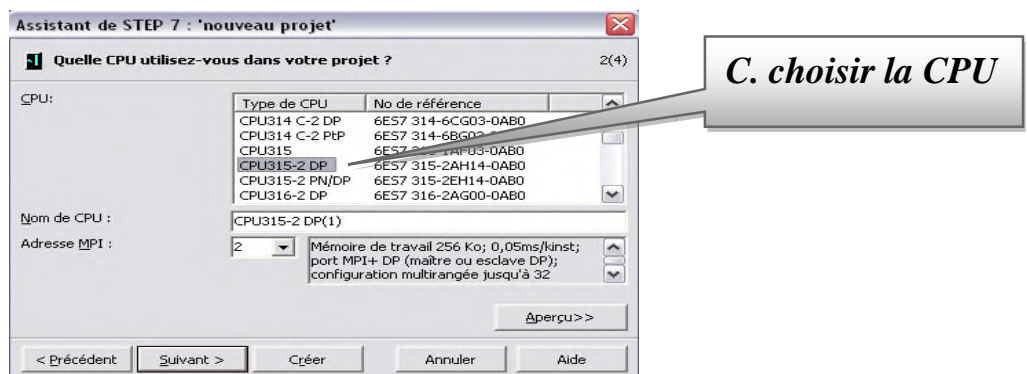 Assistant de STEP 7 : 'nouveau projet'
Quelle CPU utilisez-vous dans votre projet ?
2(4)
C. choisir la CPU
CPU:
Type de CPU No de référence
CPU314 C-2 DP 6ES7 314-6CG03-0AB0
CPU314 C-2 PtP 6ES7 314-6BG03-
CPU315 6ES7
CPU315-2 DP 6ES7 315-2AH14-0AB0
CPU315-2 PN/DP 6ES7 315-2EH14-0AB0
CPU316-2 DP 6ES7 316-2AG00-0AB0
Nom de CPU :
CPU315-2 DP(1)
Adresse MPI :
2
Mémoire de travail 256 Ko; 0,05ms/kinst;
port MPI+ DP (maître ou esclave DP);
configuration multirangée jusqu'à 32
Aperçu>>
< Précédent Suivant > Créer Annuler Aide